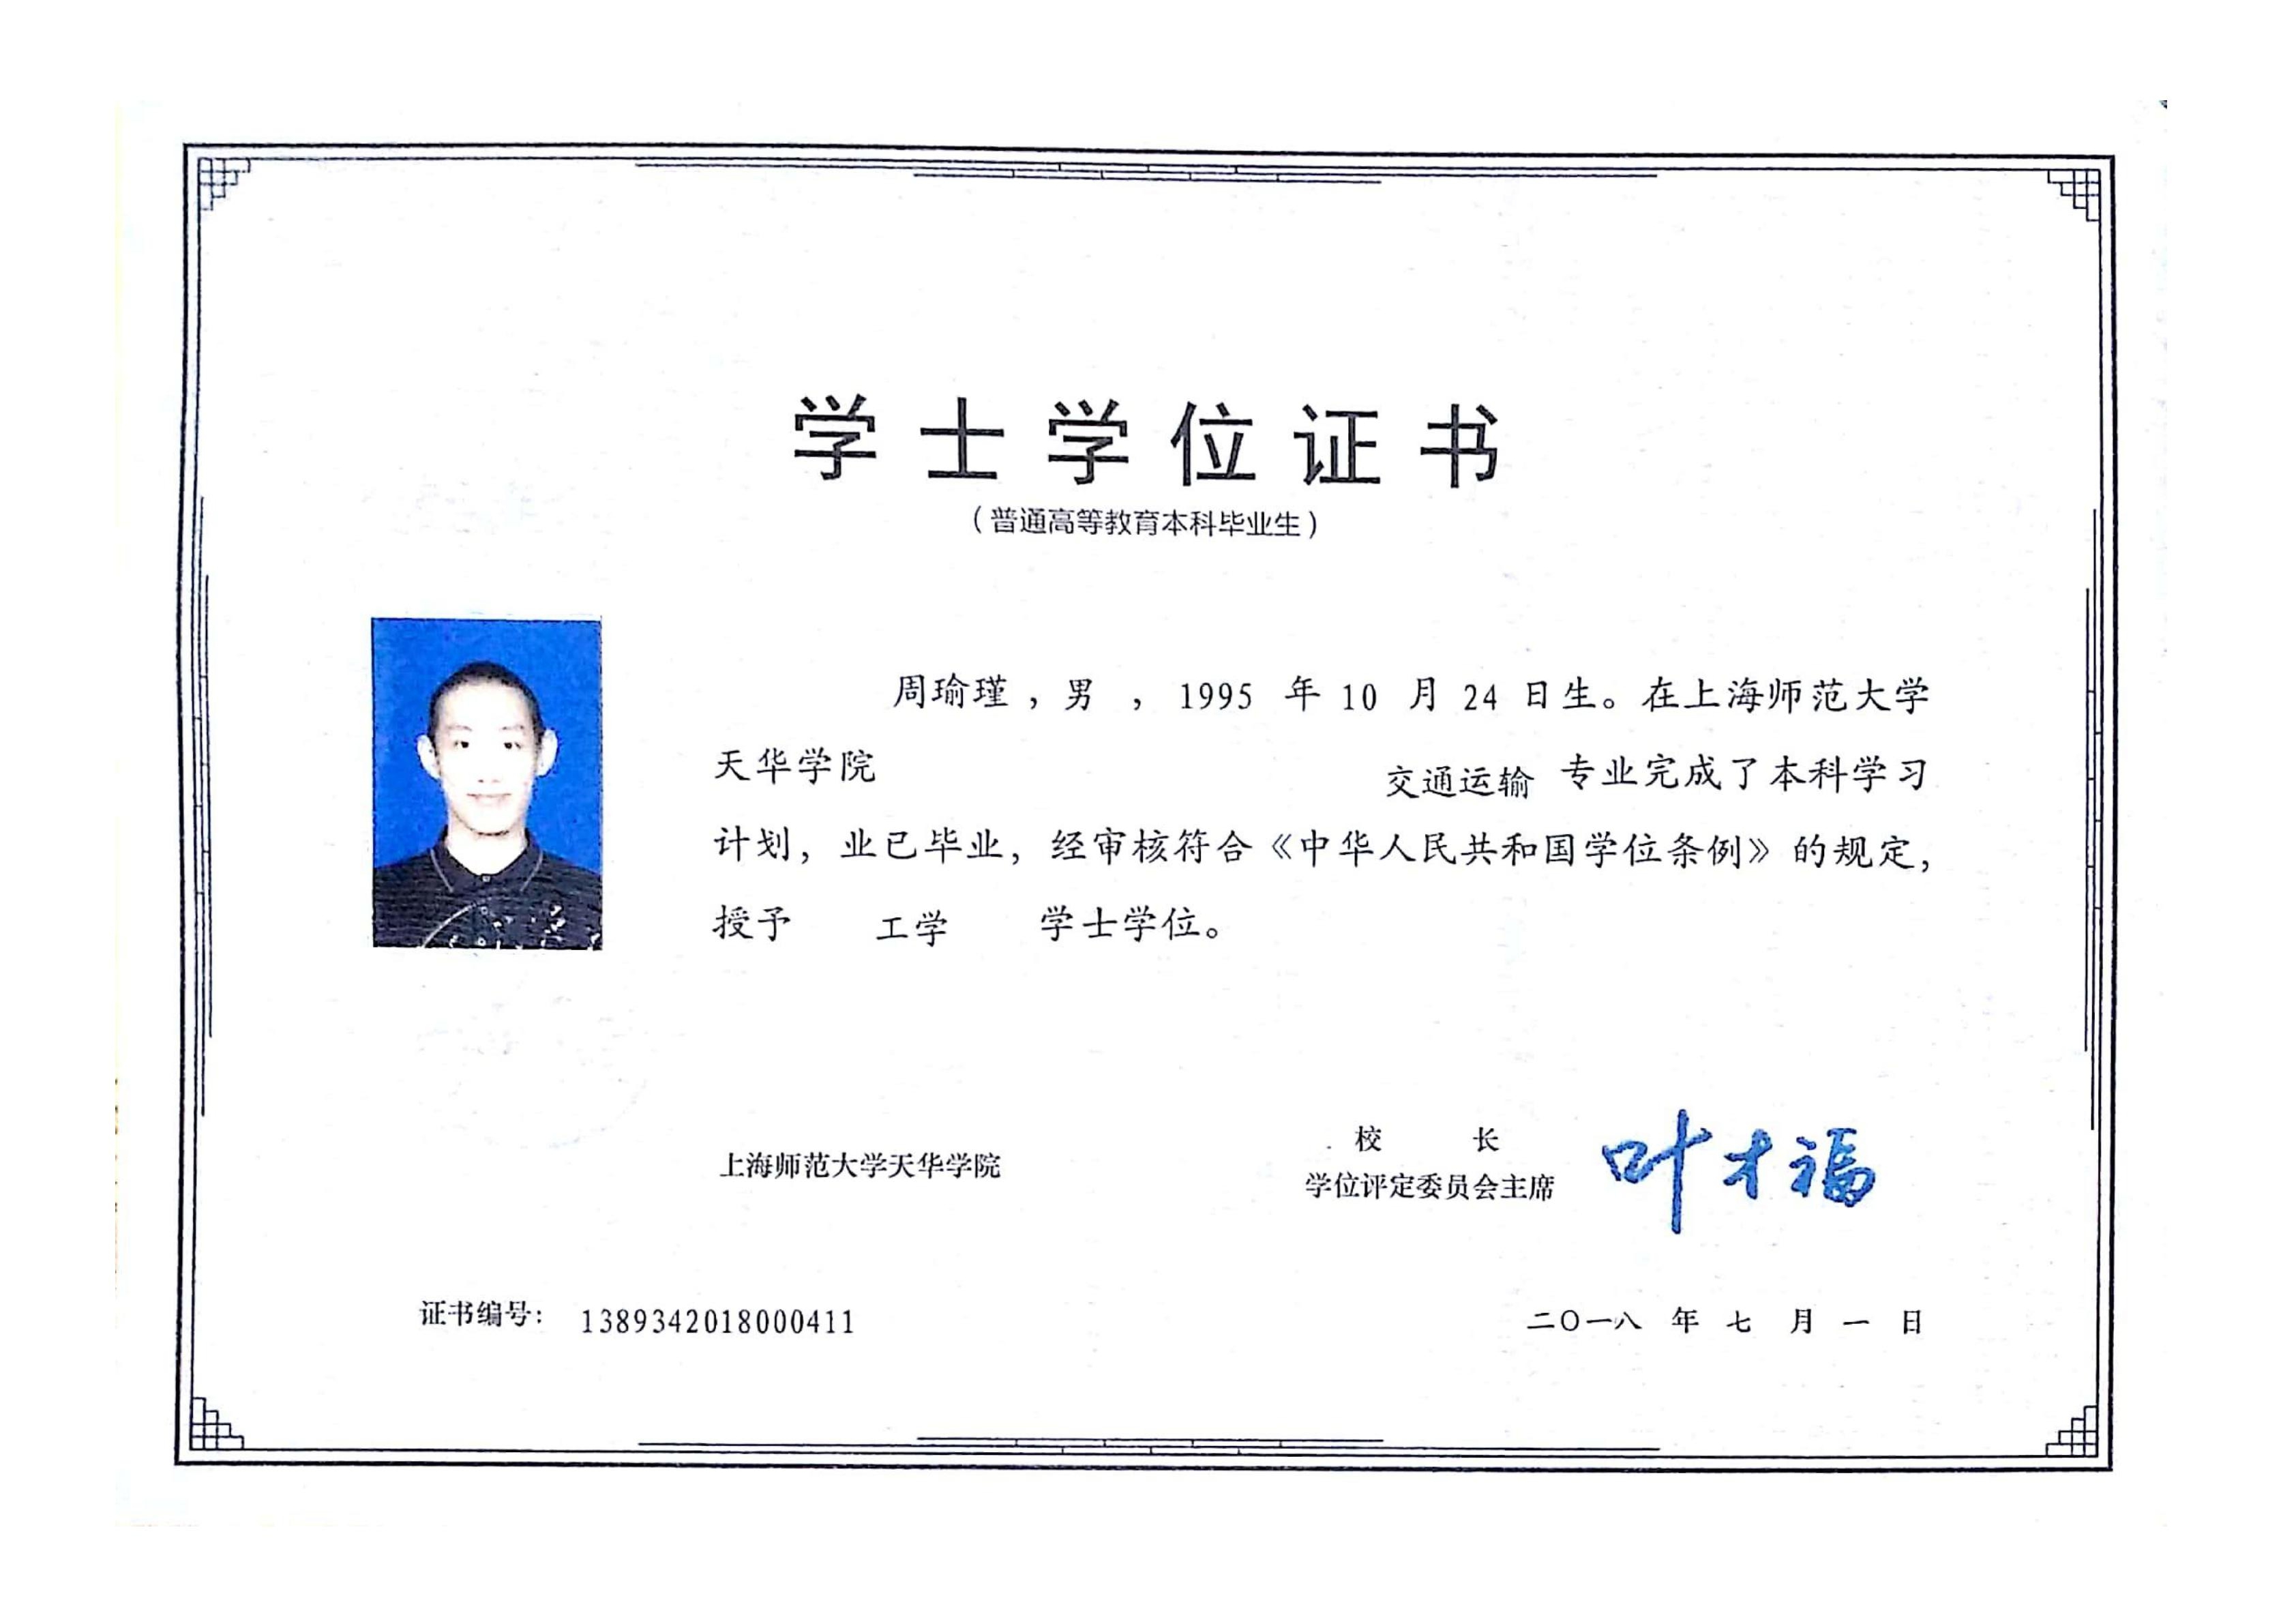 学士学位证书
（普通高等教育本科毕业生）
周瑜瑾，男 ，1995 年 10 月 24 日生。在上海师范大学
天华学院 交通运输 专业完成了本科学习
计划，业已毕业，经审核符合《中华人民共和国学位条例》的规定，
授予 工学 学士学位。
上海师范大学天华学院
校 长
学位评定委员会主席
叶才福
证书编号： 1389342018000411
二〇一八 年 七 月 一 日